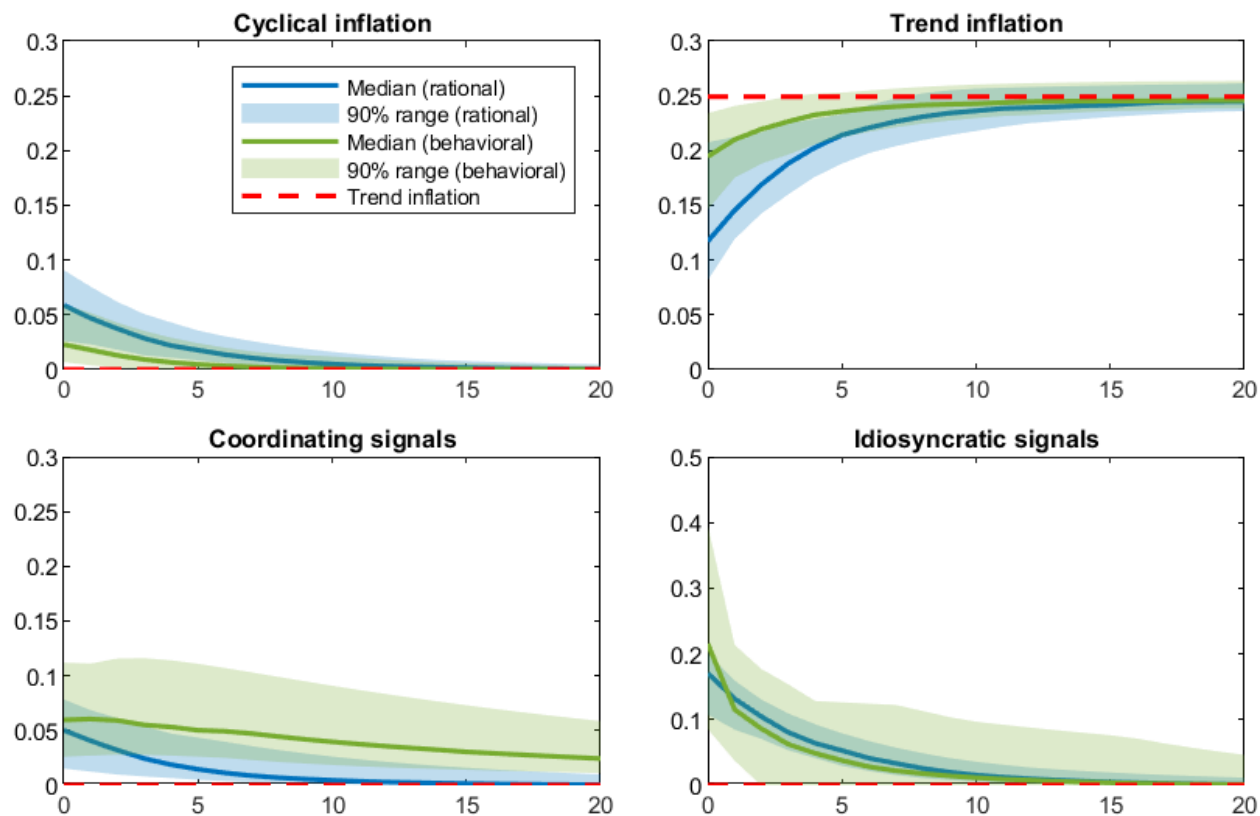 Cyclical inflation
0.3
0.25
0.2
0.15
0.1
0.05
0
0 5 10 15 20
Median (rational)
90% range (rational)
Median (behavioral)
90% range (behavioral)
Trend inflation
Trend inflation
0.3
0.25
0.2
0.15
0.1
0.05
0
0 5 10 15 20
Coordinating signals
0.3
0.25
0.2
0.15
0.1
0.05
0
0 5 10 15 20
Idiosyncratic signals
0.5
0.4
0.3
0.2
0.1
0
0 5 10 15 20